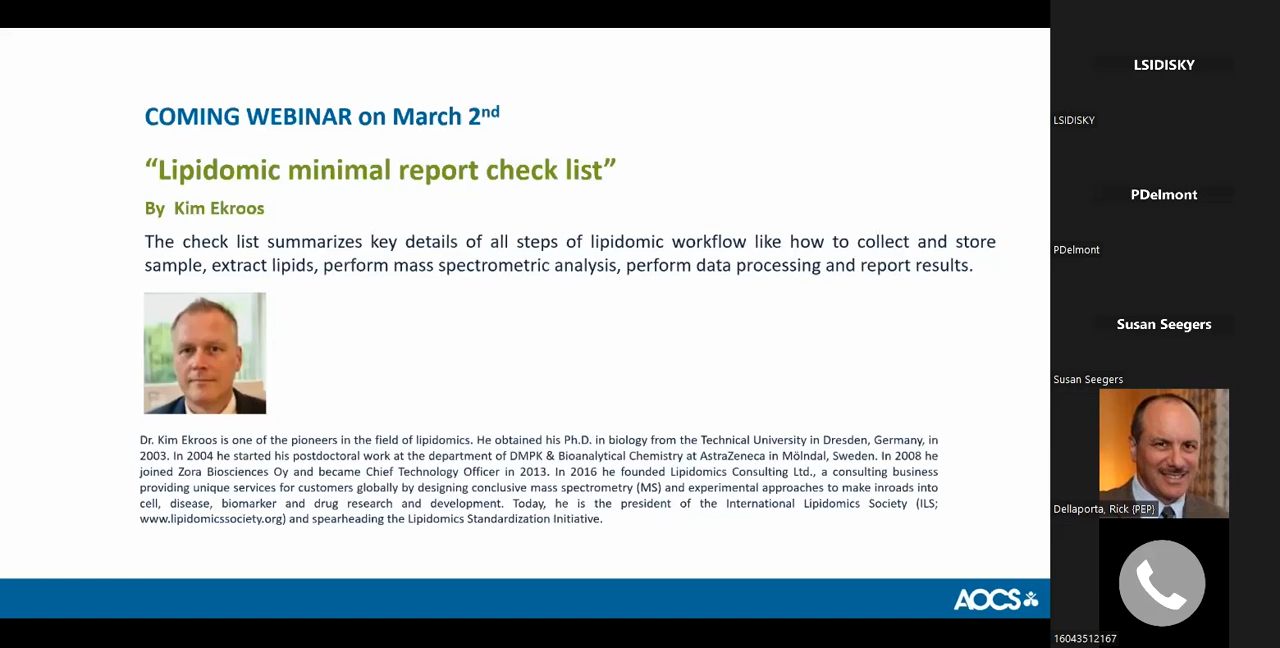 COMING WEBINAR on March 2nd
“Lipidomic minimal report check list”
By Kim Ekroos
The check list summarizes key details of all steps of lipidomic workflow like how to collect and store
sample, extract lipids, perform mass spectrometric analysis, perform data processing and report results.
Dr. Kim Ekroos is one of the pioneers in the field of lipidomics. He obtained his Ph.D. in biology from the Technical University in Dresden, Germany, in
2003. In 2004 he started his postdoctoral work at the department of DMPK & Bioanalytical Chemistry at AstraZeneca in Mölndal, Sweden. In 2008 he
joined Zora Biosciences Oy and became Chief Technology Officer in 2013. In 2016 he founded Lipidomics Consulting Ltd., a consulting business
providing unique services for customers globally by designing conclusive mass spectrometry (MS) and experimental approaches to make inroads into
cell, disease, biomarker and drug research and development. Today, he is the president of the International Lipidomics Society (ILS;
www.lipidomicssociety.org) and spearheading the Lipidomics Standardization Initiative.
AOCS
LSIDISKY
LSIDISKY
PDelmont
PDelmont
Susan Seegers
Susan Seegers
Dellaporta, Rick {PEP}
16043512167